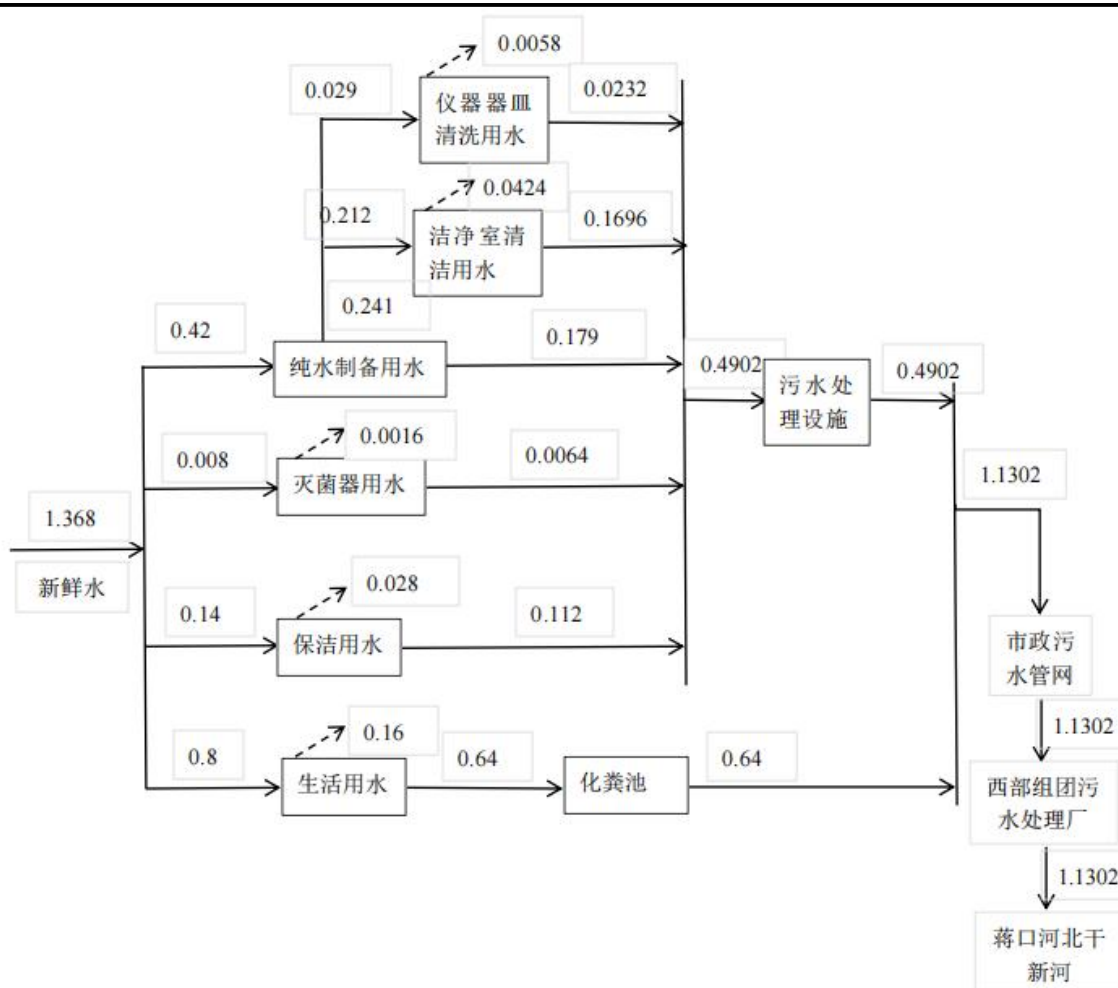 0.0058
0.029
仪器器皿
清洗用水
0.0232
0.0424
0.212
洁净室清
洁用水
0.1696
0.241
0.42
纯水制备用水
0.179
0.4902
污水处
理设施
0.4902
0.0016
0.008
灭菌器用水
0.0064
1.1302
1.368
新鲜水
0.028
0.14
保洁用水
0.112
市政污
水管网
1.1302
0.16
0.8
生活用水
0.64
化粪池
0.64
西部组团污
水处理厂
1.1302
蒋口河北干
新河